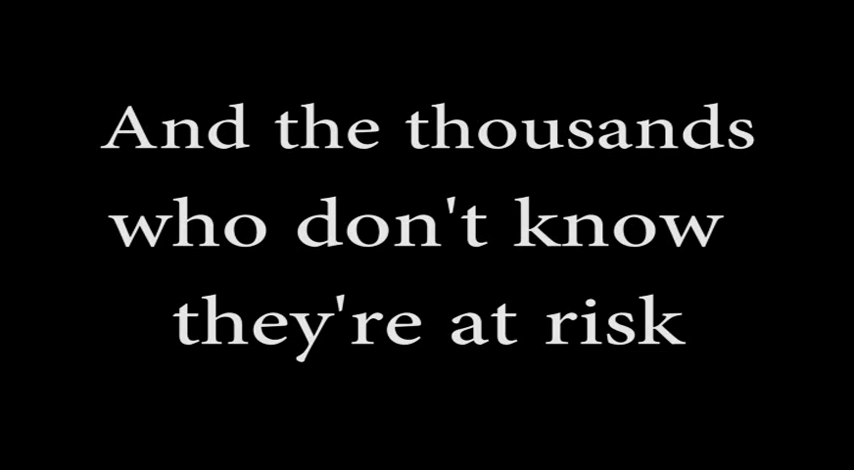 And the thousands
who don't know
they're at risk